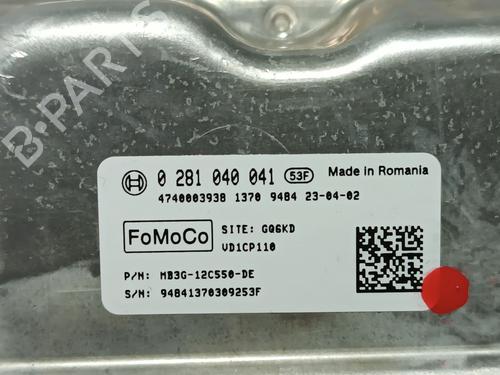 B-PARTS
BOSCH 0 281 040 041 53F Made in Romania
4740003938 1370 9484 23-04-02
FoMoCo
SITE: GQ6KD
VD1CP110
P/N: MB3G-12C550-DE
S/N: 94841370309253F